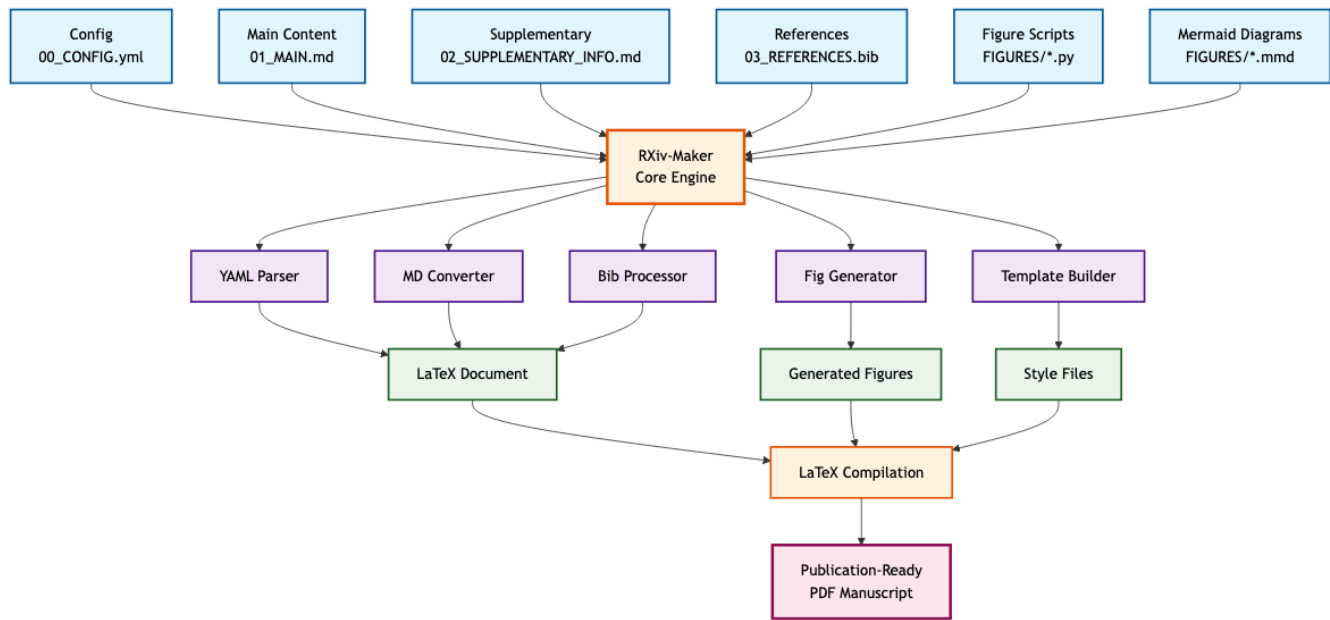 Config
00_CONFIG.yml
Main Content
01_MAIN.md
Supplementary
02_SUPPLEMENTARY_INFO.md
References
03_REFERENCES.bib
Figure Scripts
FIGURES/*.py
Mermaid Diagrams
FIGURES/*.mmd
RXiv-Maker
Core Engine
YAML Parser
MD Converter
Bib Processor
Fig Generator
Template Builder
LaTeX Document
Generated Figures
Style Files
LaTeX Compilation
Publication-Ready
PDF Manuscript